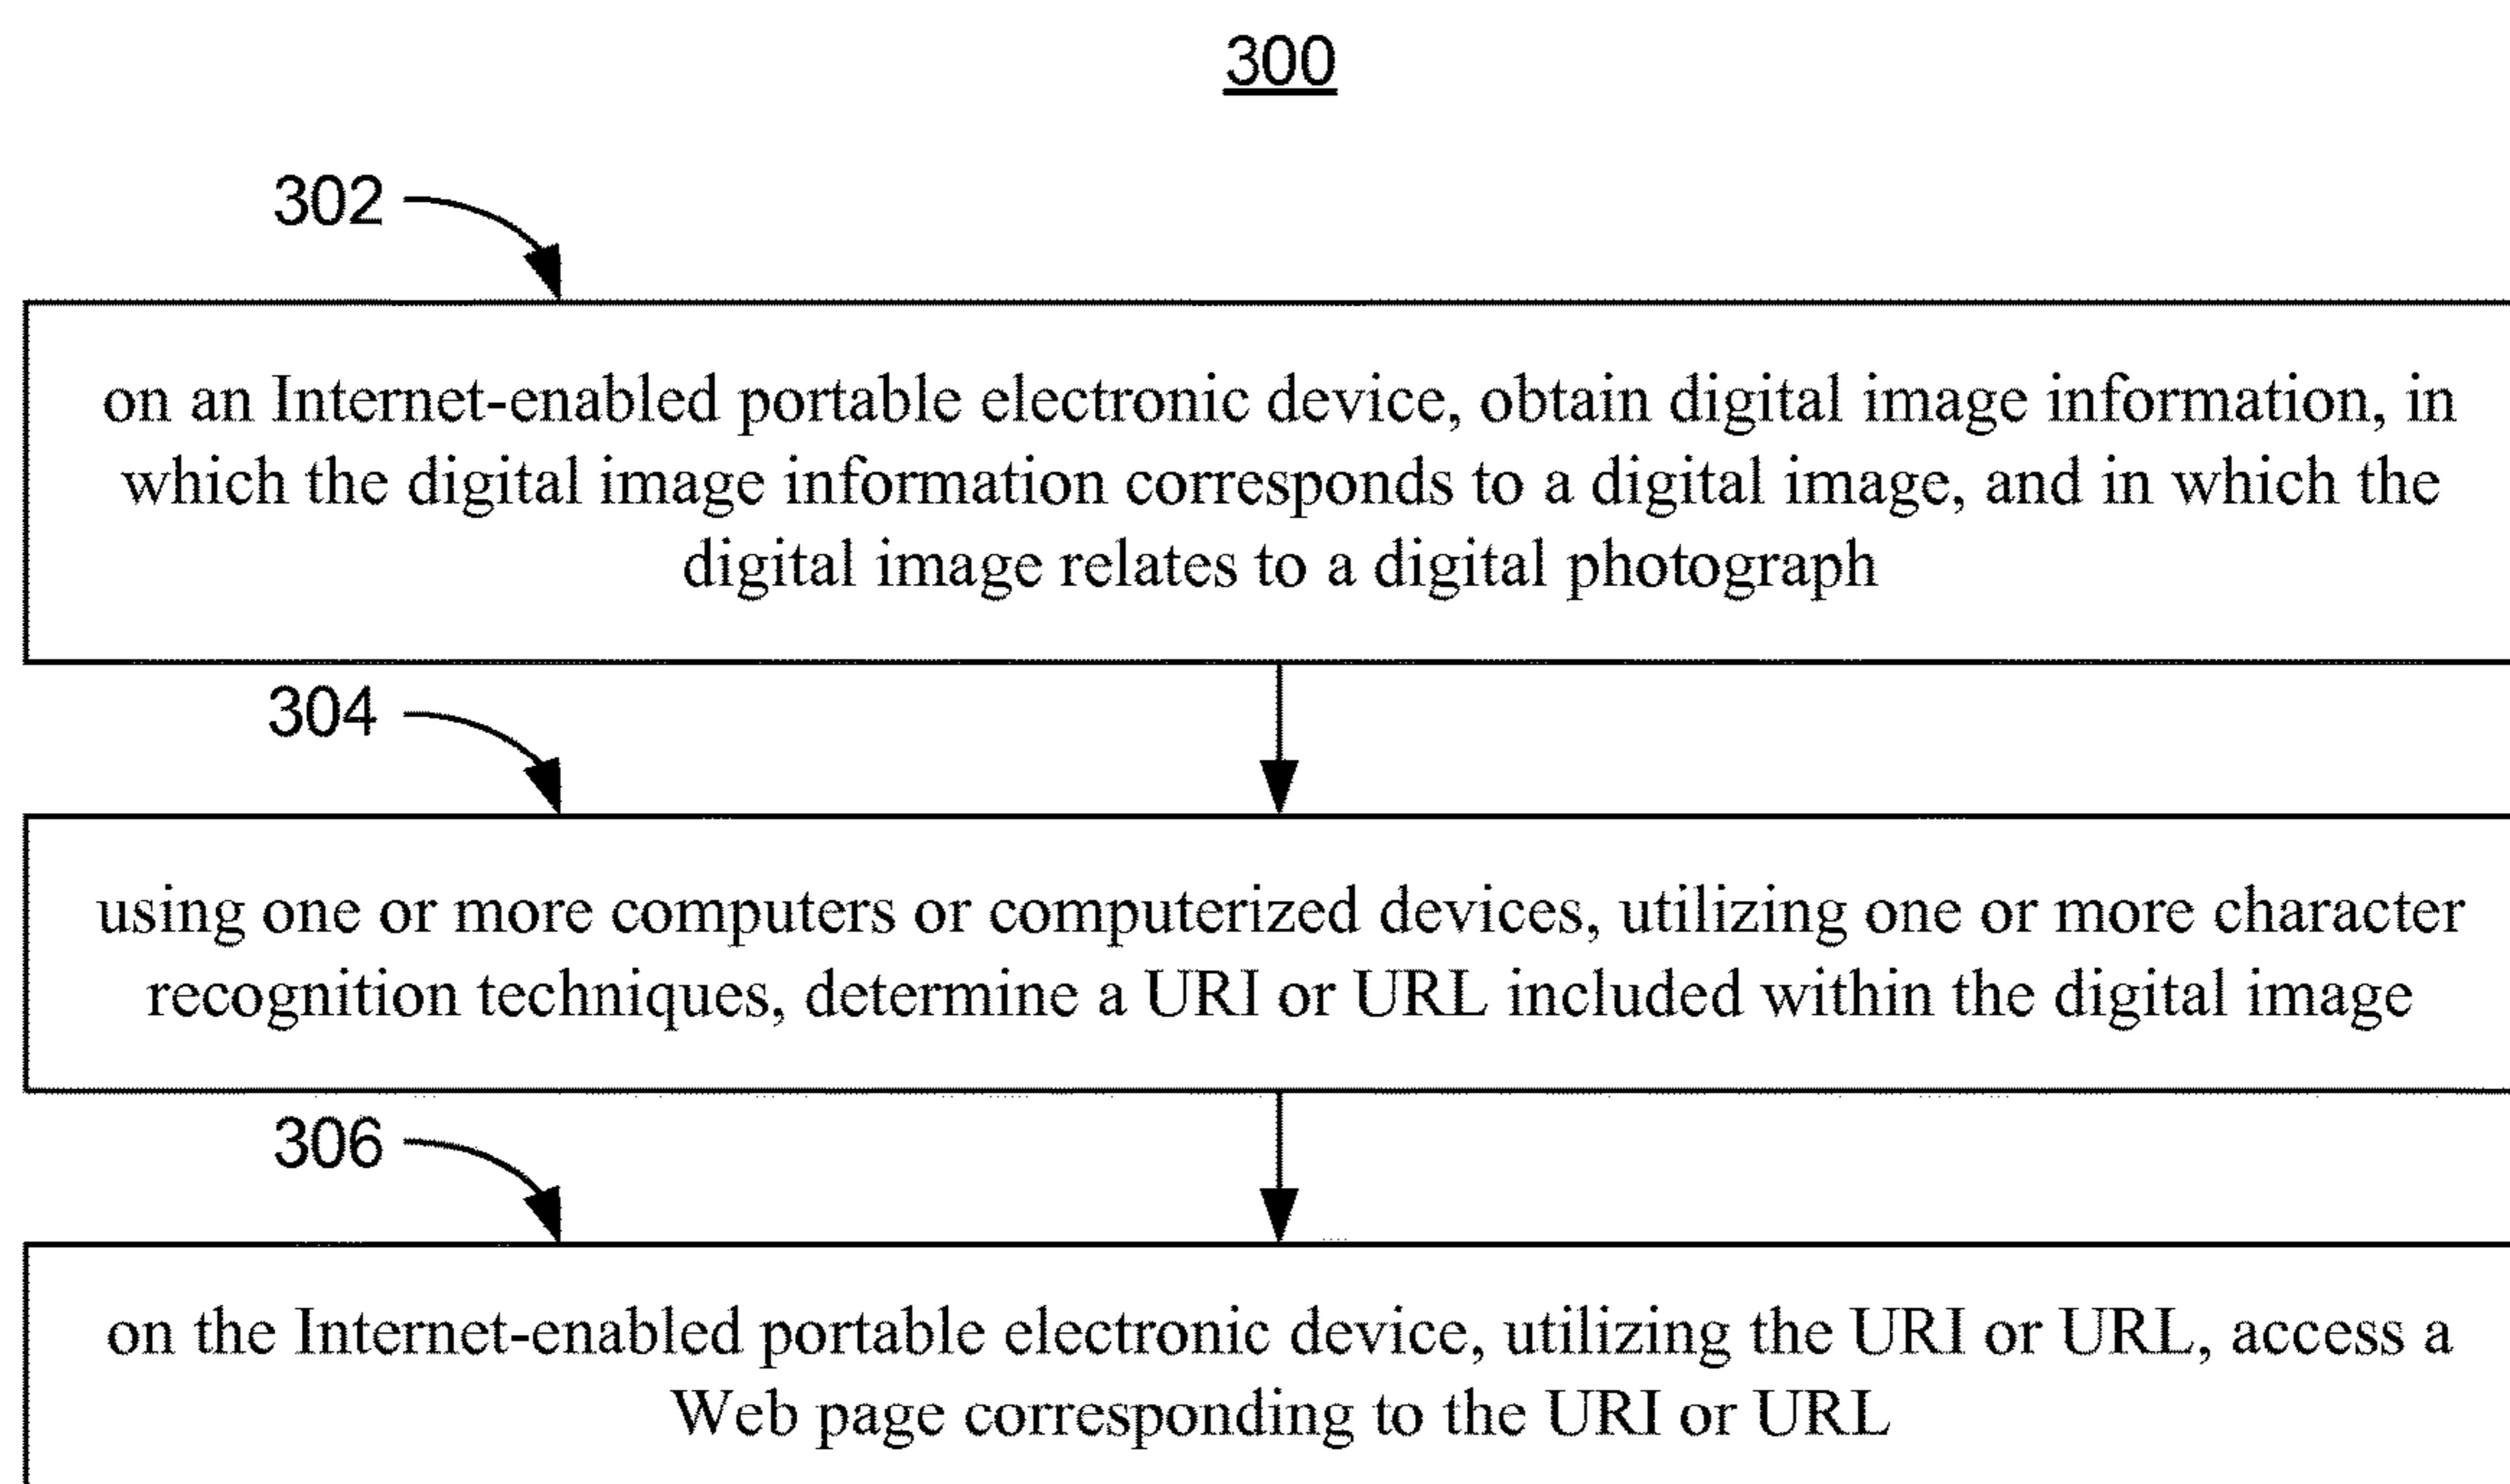 300
302
on an Internet-enabled portable electronic device, obtain digital image information, in
which the digital image information corresponds to a digital image, and in which the
digital image relates to a digital photograph
304
using one or more computers or computerized devices, utilizing one or more character
recognition techniques, determine a URI or URL included within the digital image
306
on the Internet-enabled portable electronic device, utilizing the URI or URL, access a
Web page corresponding to the URI or URL